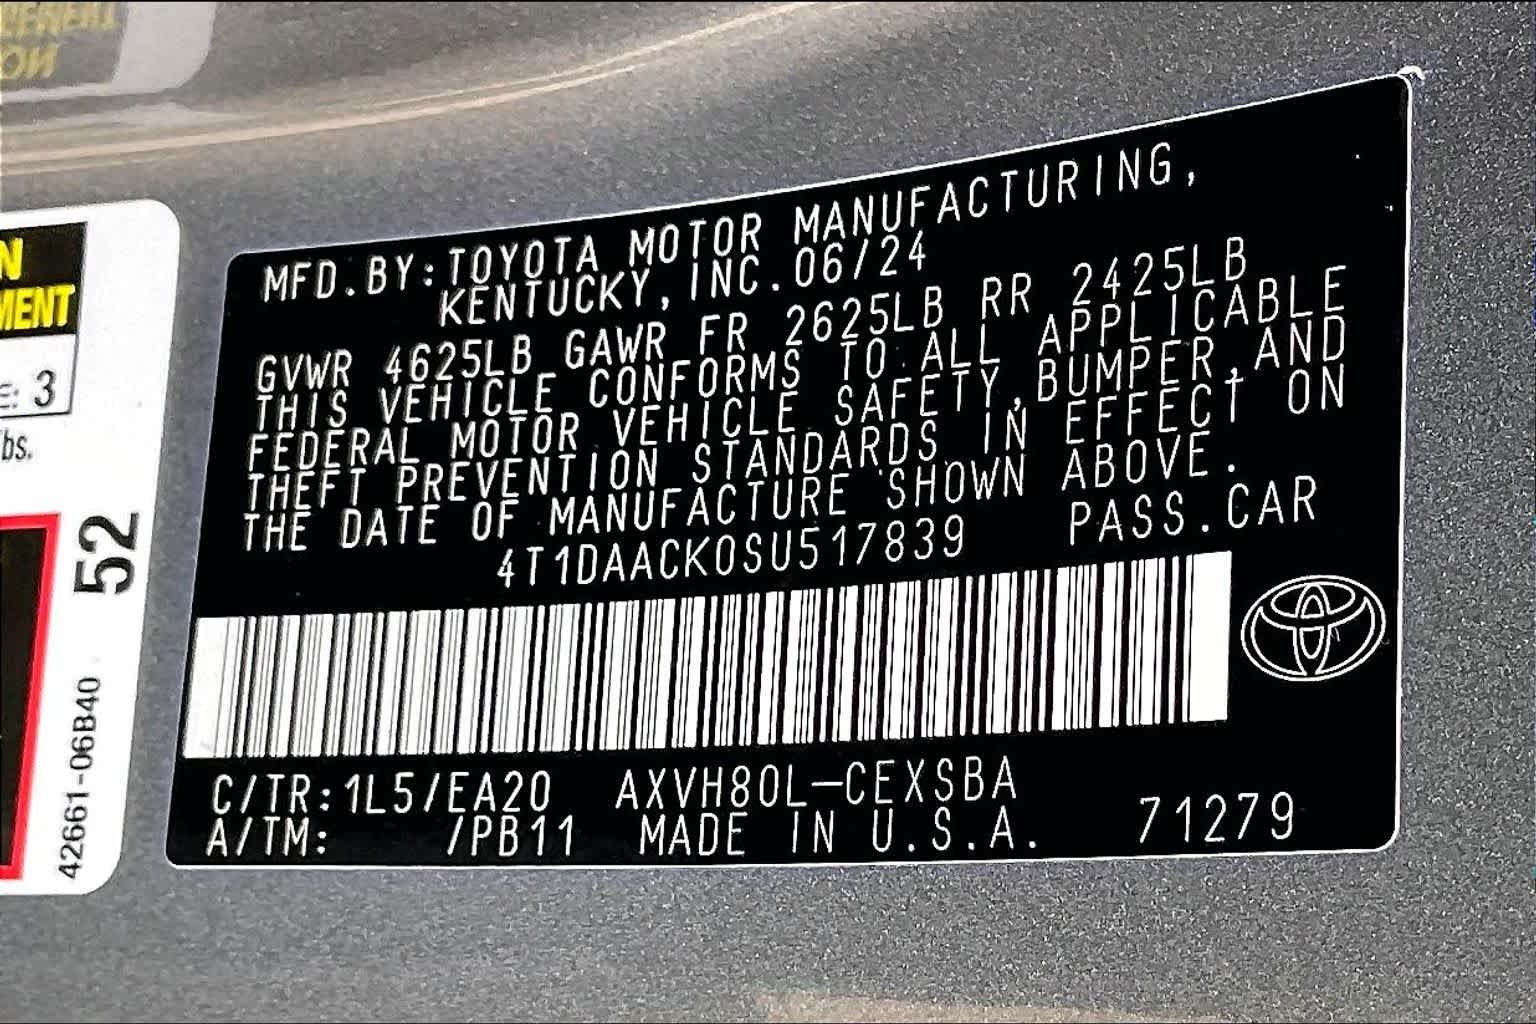 MFD.BY:TOYOTA MOTOR MANUFACTURING,
KENTUCKY, INC. 06/24
GVWR 4625LB GAWR FR 2625LB RR 2425LB
THIS VEHICLE CONFORMS TO ALL APPLICABLE
FEDERAL MOTOR VEHICLE SAFETY, BUMPER, AND
THEFT PREVENTION STANDARDS IN EFFECT ON
THE DATE OF MANUFACTURE SHOWN ABOVE.
4T1DAACK0SU517839 PASS.CAR
C/TR:1L5/EA20 AXVH80L-CEXSBA
A/TM: /PB11 MADE IN U.S.A. 71279
3
52
42661-06B40